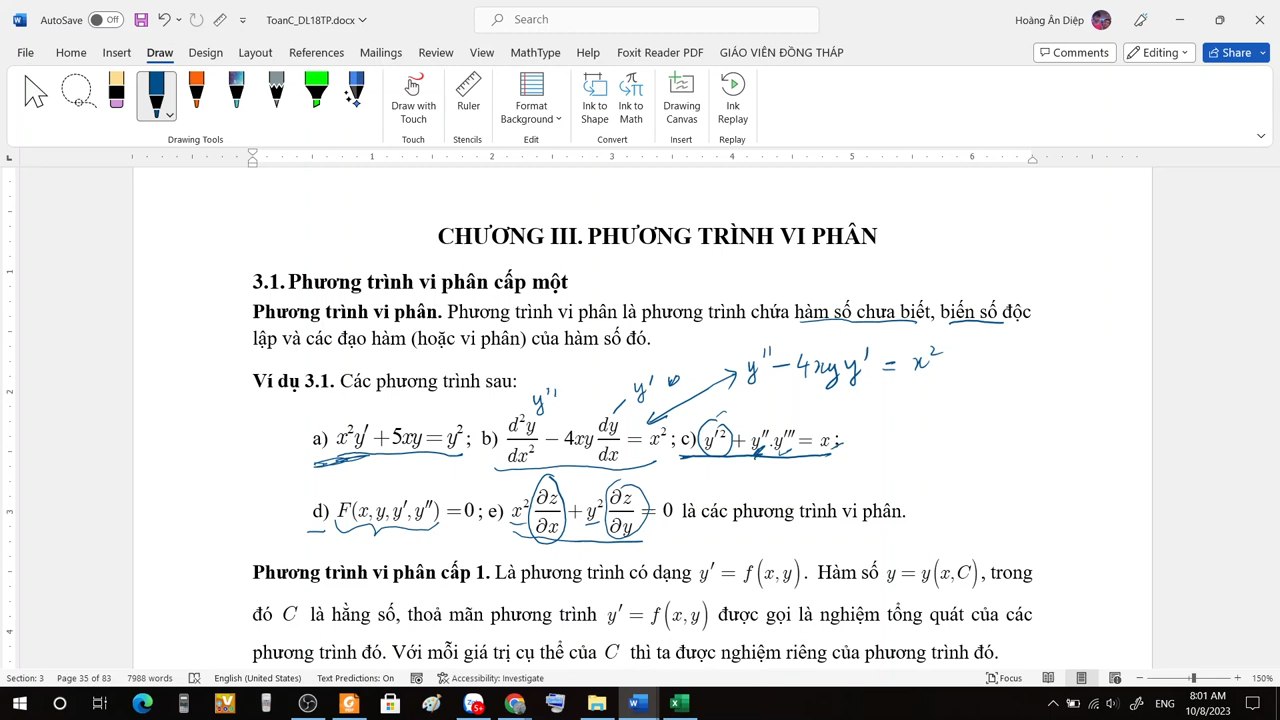 AutoSave Off ToanC_DL18TP.docx Search Hoàng Ân Diệp
File Home Insert Draw Design Layout References Mailings Review View MathType Help Foxit Reader PDF GIÁO VIÊN ĐỒNG THÁP Comments Editing Share
Draw with Touch Ruler Format Background Ink to Shape Ink to Math Drawing Canvas Ink Replay
Drawing Tools Touch Stencils Edit Convert Insert Replay
1 2 3 4 5 6
CHƯƠNG III. PHƯƠNG TRÌNH VI PHÂN
3.1. Phương trình vi phân cấp một
Phương trình vi phân. Phương trình vi phân là phương trình chứa hàm số chưa biết, biến số độc
lập và các đạo hàm (hoặc vi phân) của hàm số đó.
y'' − 4xy y' = x²
Ví dụ 3.1. Các phương trình sau:
y'' y'
a) x²y' + 5xy = y²; b) d²y/dx² − 4xy dy/dx = x²; c) y'² + y''.y''' = x;
d) F(x, y, y', y'') = 0; e) x² ∂z/∂x + y² ∂z/∂y = 0 là các phương trình vi phân.
Phương trình vi phân cấp 1. Là phương trình có dạng y' = f(x, y). Hàm số y = y(x, C), trong
đó C là hằng số, thoả mãn phương trình y' = f(x, y) được gọi là nghiệm tổng quát của các
phương trình đó. Với mỗi giá trị cụ thể của C thì ta được nghiệm riêng của phương trình đó.
Section: 3 Page 35 of 83 7988 words English (United States) Text Predictions: On Accessibility: Investigate Focus 150%
5+ ENG 8:01 AM
10/8/2023